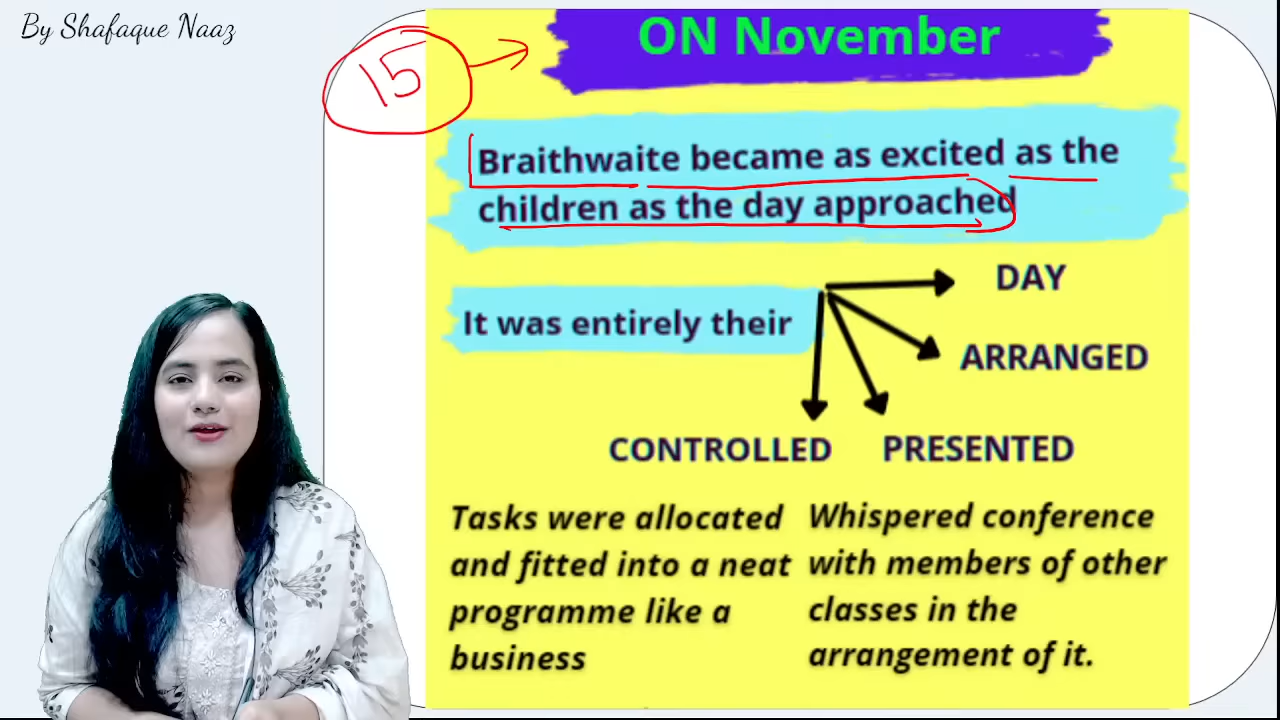 By Shafaque Naaz
15
ON November
Braithwaite became as excited as the
children as the day approached
It was entirely their
DAY
ARRANGED
CONTROLLED
PRESENTED
Tasks were allocated
and fitted into a neat
programme like a
business
Whispered conference
with members of other
classes in the
arrangement of it.